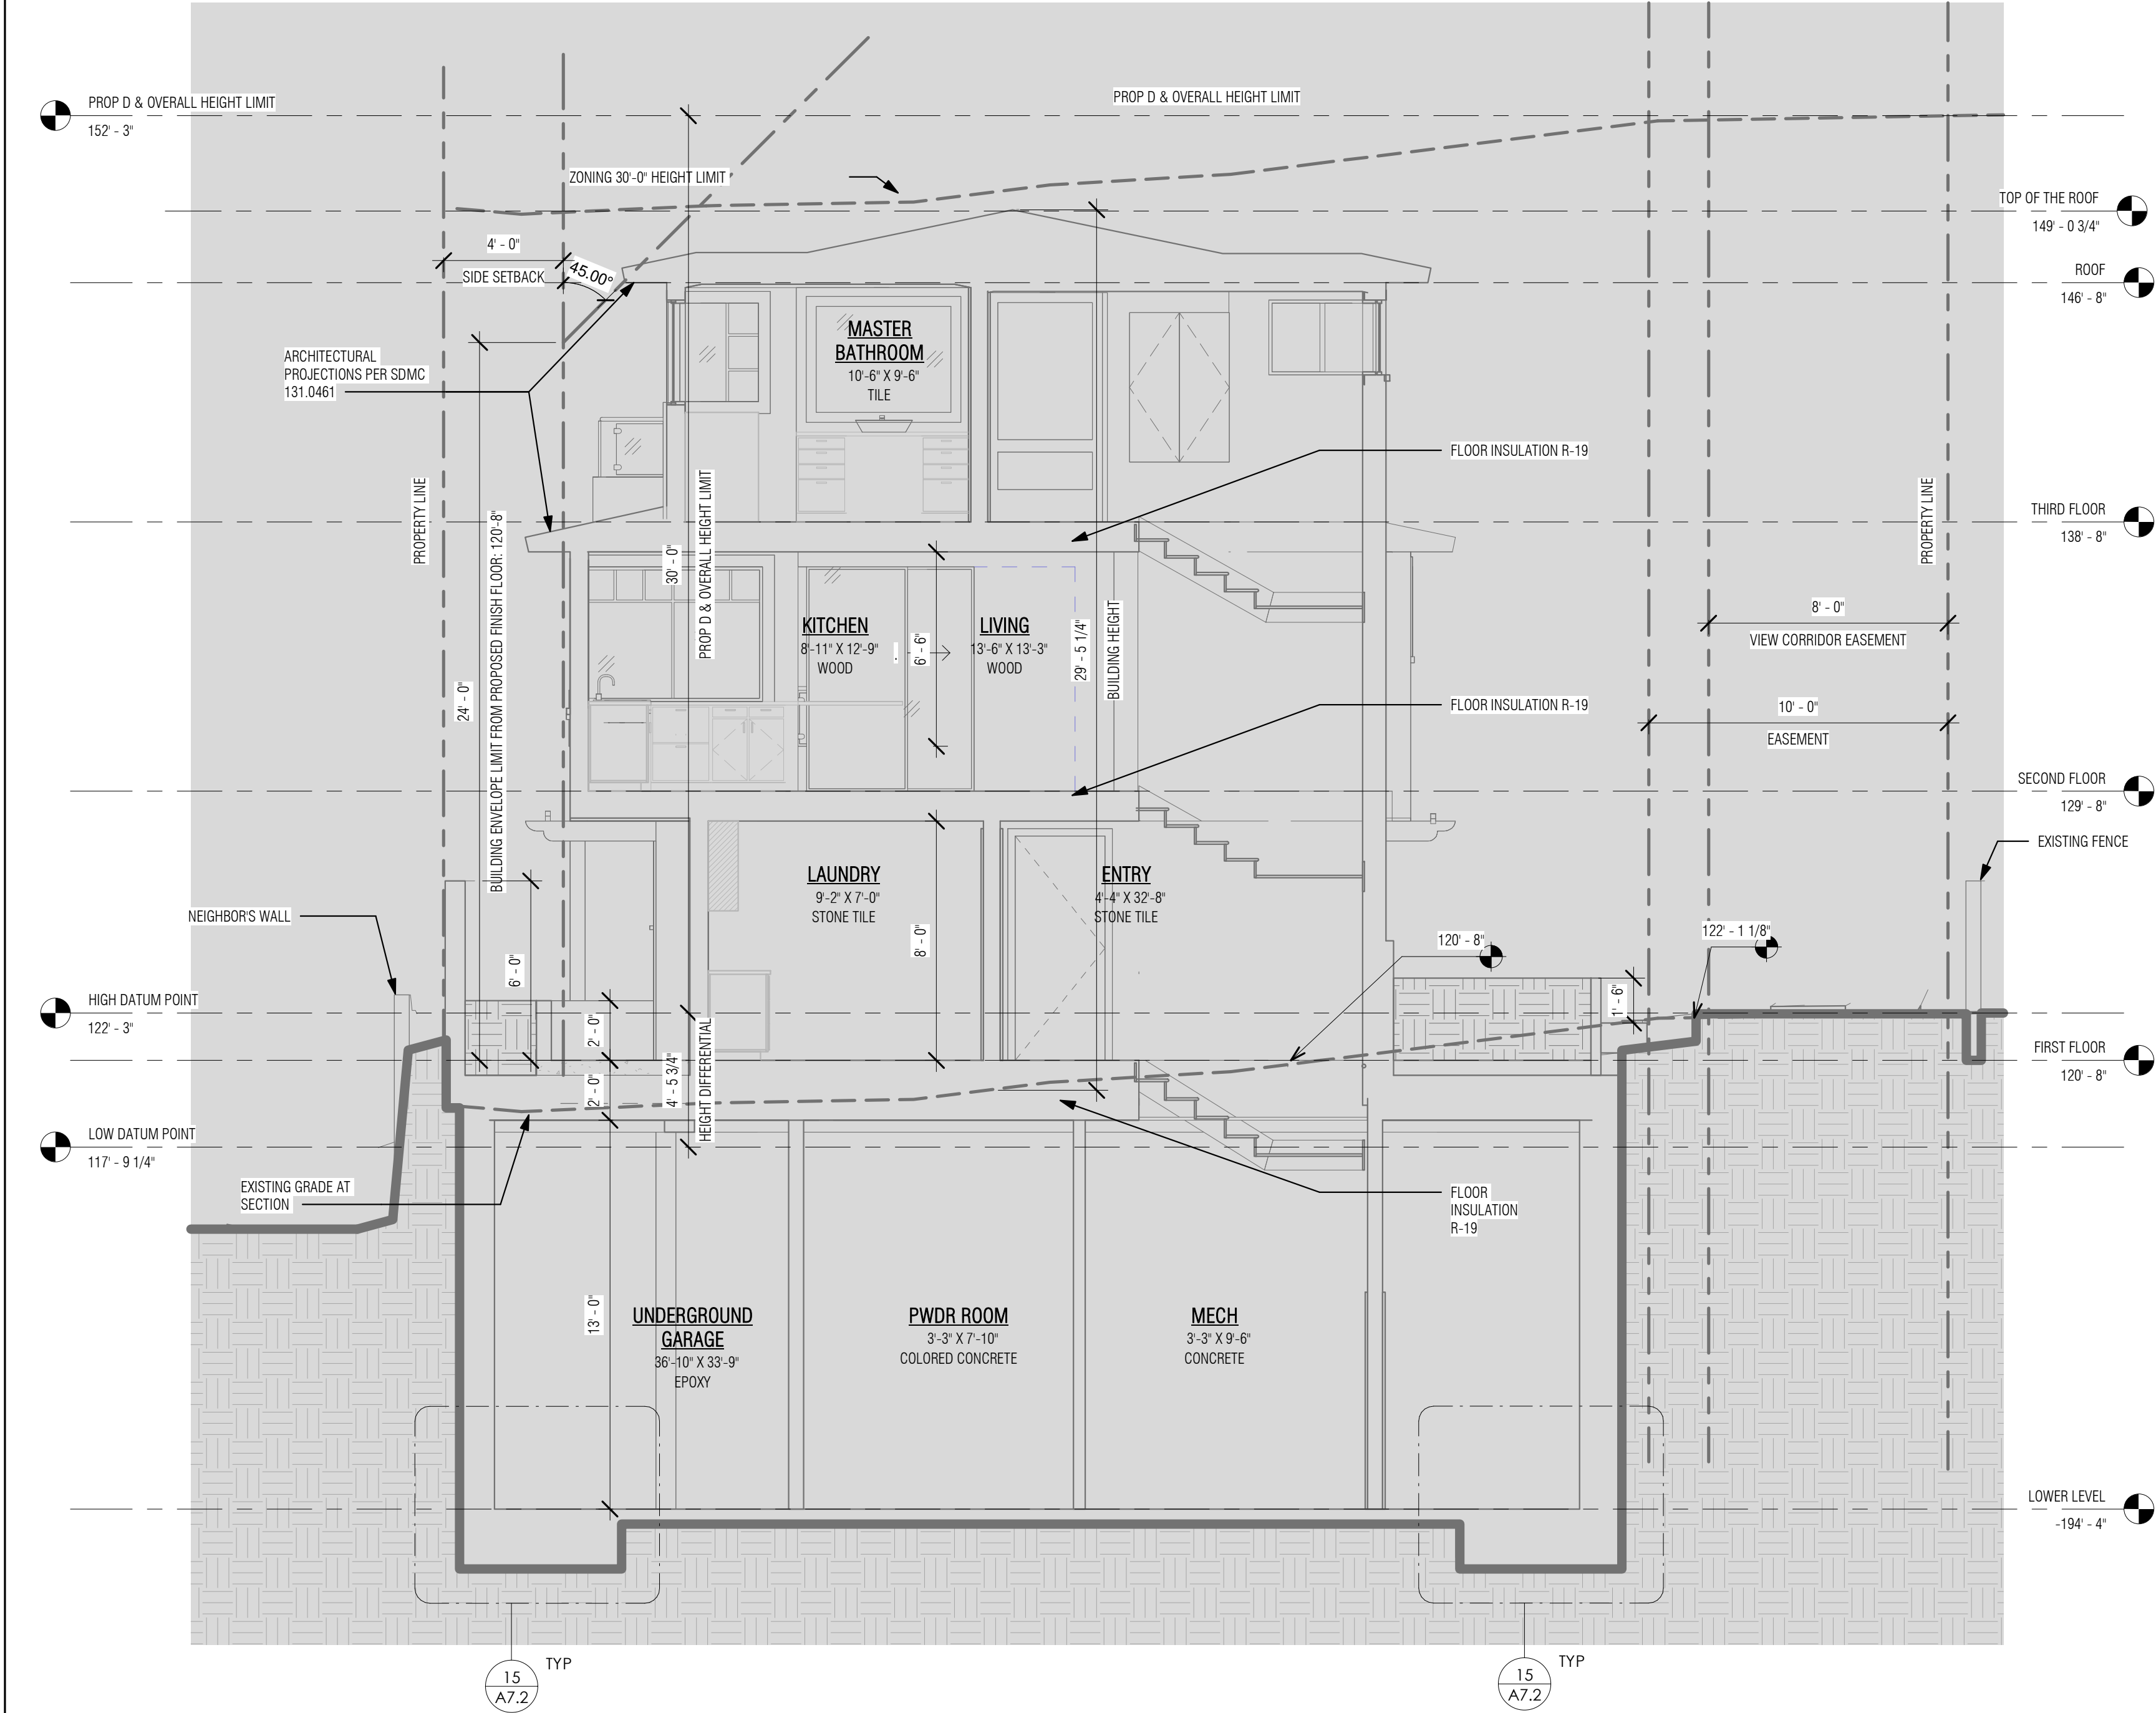 PROP D & OVERALL HEIGHT LIMIT
152' - 3"
PROP D & OVERALL HEIGHT LIMIT
ZONING 30'-0" HEIGHT LIMIT
TOP OF THE ROOF
149' - 0 3/4"
4' - 0"
SIDE SETBACK
45.00°
ROOF
146' - 8"
ARCHITECTURAL
PROJECTIONS PER SDMC
131.0461
MASTER
BATHROOM
10'-6" X 9'-6"
TILE
FLOOR INSULATION R-19
PROPERTY LINE
24' - 0"
BUILDING ENVELOPE LIMIT FROM PROPOSED FINISH FLOOR: 120'-8"
30' - 0"
PROP D & OVERALL HEIGHT LIMIT
PROPERTY LINE
THIRD FLOOR
138' - 8"
KITCHEN
8'-11" X 12'-9"
WOOD
6' - 6"
LIVING
13'-6" X 13'-3"
WOOD
29' - 5 1/4"
BUILDING HEIGHT
8' - 0"
VIEW CORRIDOR EASEMENT
FLOOR INSULATION R-19
10' - 0"
EASEMENT
SECOND FLOOR
129' - 8"
EXISTING FENCE
LAUNDRY
9'-2" X 7'-0"
STONE TILE
8' - 0"
ENTRY
4'-4" X 32'-8"
STONE TILE
NEIGHBOR'S WALL
6' - 0"
120' - 8"
122' - 1 1/8"
HIGH DATUM POINT
122' - 3"
2' - 0"
2' - 0"
4' - 5 3/4"
HEIGHT DIFFERENTIAL
1' - 6"
FIRST FLOOR
120' - 8"
LOW DATUM POINT
117' - 9 1/4"
EXISTING GRADE AT
SECTION
FLOOR
INSULATION
R-19
13' - 0"
UNDERGROUND
GARAGE
36'-10" X 33'-9"
EPOXY
PWDR ROOM
3'-3" X 7'-10"
COLORED CONCRETE
MECH
3'-3" X 9'-6"
CONCRETE
LOWER LEVEL
-194' - 4"
15
A7.2
TYP
15
A7.2
TYP